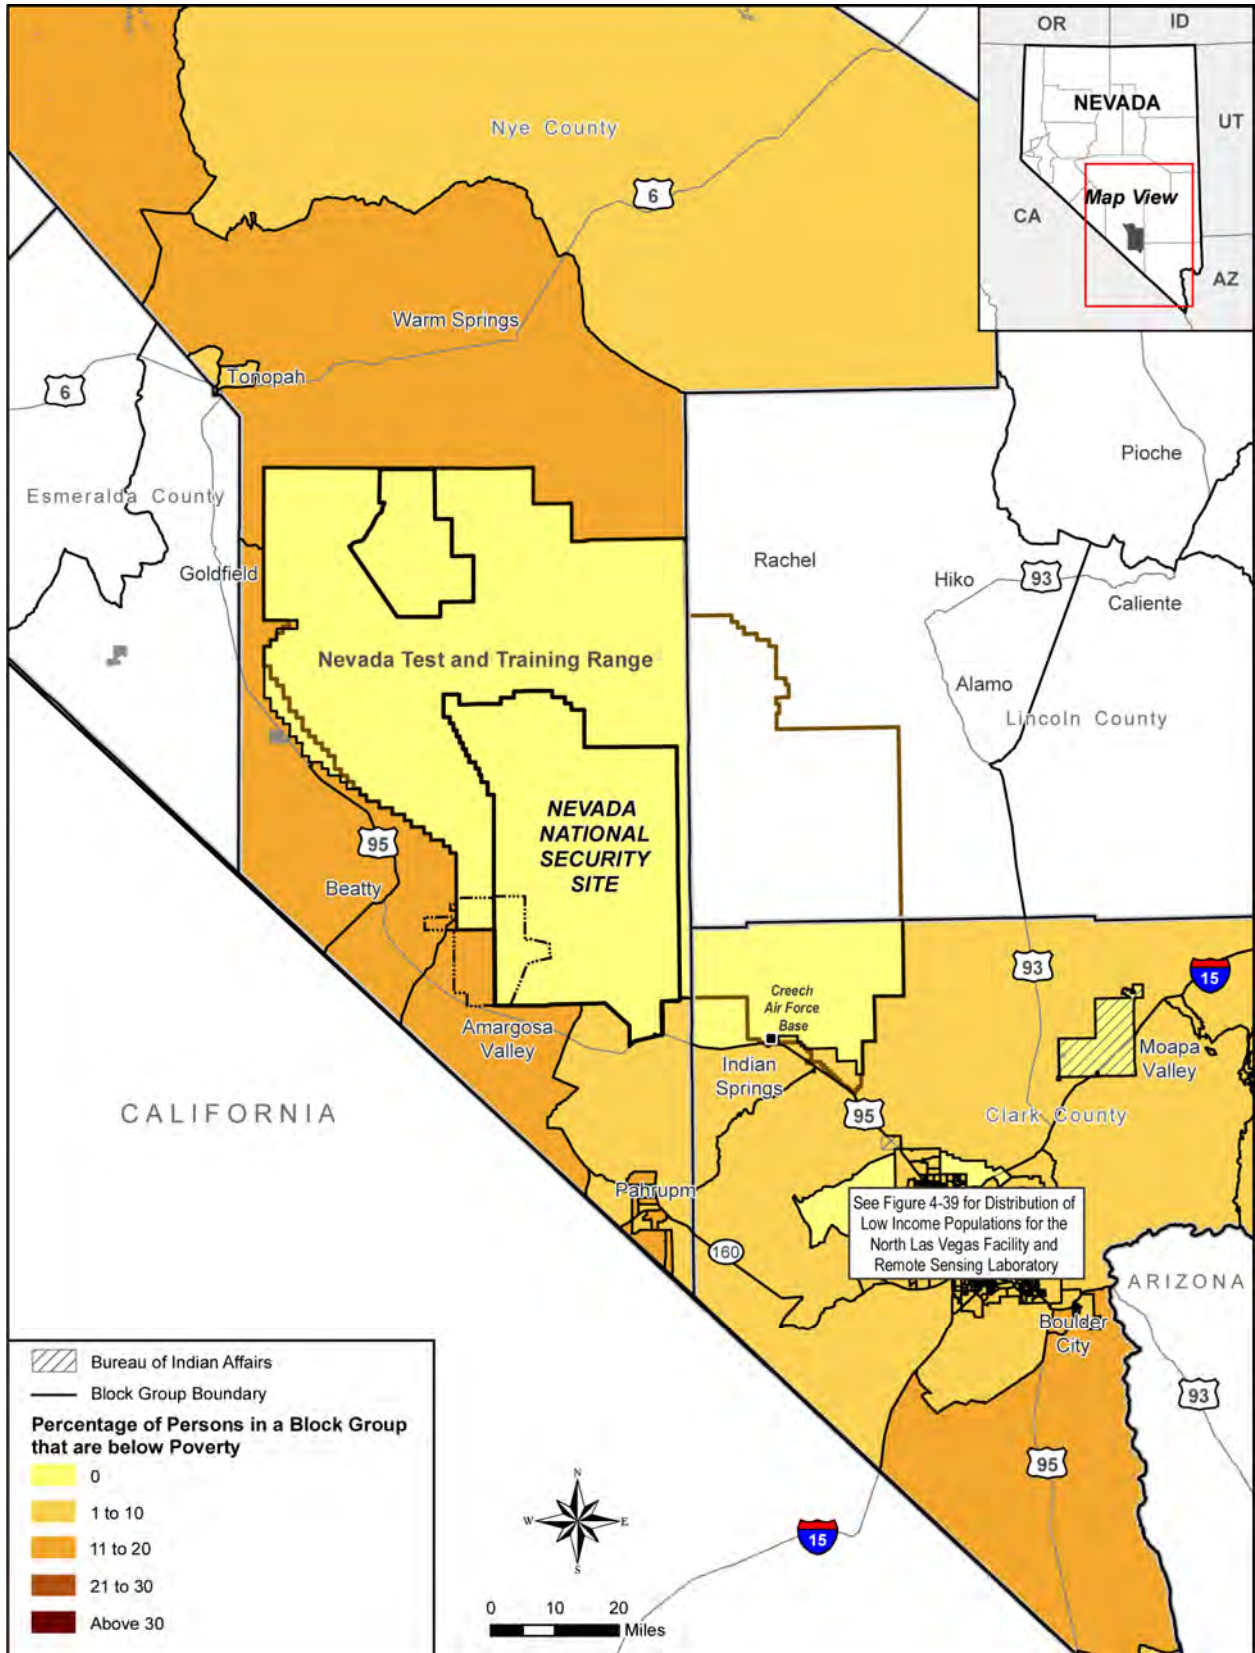 OR
ID
NEVADA
UT
Map View
CA
AZ
Nye County
6
Warm Springs
Tonopah
6
Pioche
Esmeralda County
Goldfield
Rachel
Hiko
93
Caliente
Nevada Test and Training Range
Alamo
Lincoln County
NEVADA
NATIONAL
SECURITY
SITE
95
Beatty
93
15
Creech
Air Force
Base
Amargosa
Valley
Indian
Springs
Moapa
Valley
CALIFORNIA
95
Clark County
Pahrupm
See Figure 4-39 for Distribution of
Low Income Populations for the
North Las Vegas Facility and
Remote Sensing Laboratory
160
ARIZONA
Boulder
City
93
95
15
Bureau of Indian Affairs
Block Group Boundary
Percentage of Persons in a Block Group
that are below Poverty
0
1 to 10
11 to 20
21 to 30
Above 30
N
W
E
S
0 10 20
Miles